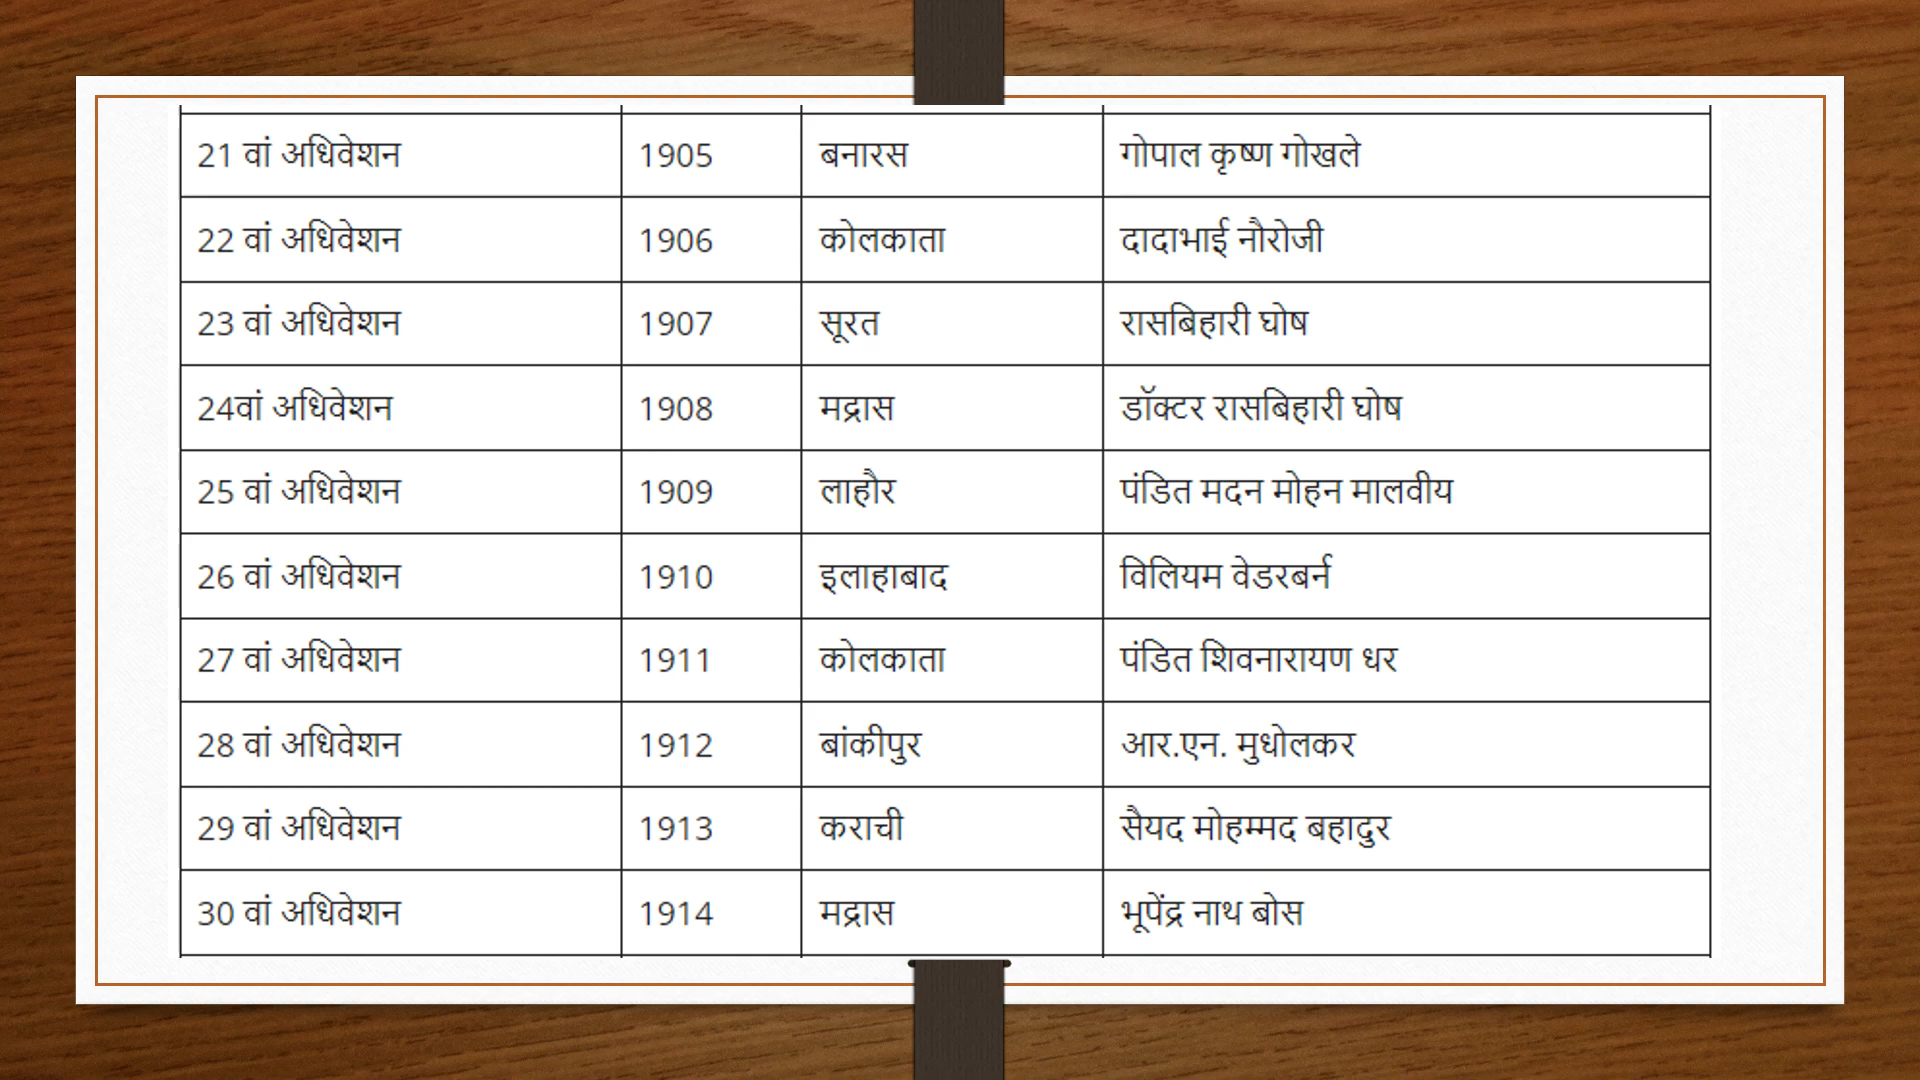 21 वां अधिवेशन 1905 बनारस गोपाल कृष्ण गोखले
22 वां अधिवेशन 1906 कोलकाता दादाभाई नौरोजी
23 वां अधिवेशन 1907 सूरत रासबिहारी घोष
24वां अधिवेशन 1908 मद्रास डॉक्टर रासबिहारी घोष
25 वां अधिवेशन 1909 लाहौर पंडित मदन मोहन मालवीय
26 वां अधिवेशन 1910 इलाहाबाद विलियम वेडरबर्न
27 वां अधिवेशन 1911 कोलकाता पंडित शिवनारायण धर
28 वां अधिवेशन 1912 बांकीपुर आर.एन. मुधोलकर
29 वां अधिवेशन 1913 कराची सैयद मोहम्मद बहादुर
30 वां अधिवेशन 1914 मद्रास भूपेंद्र नाथ बोस